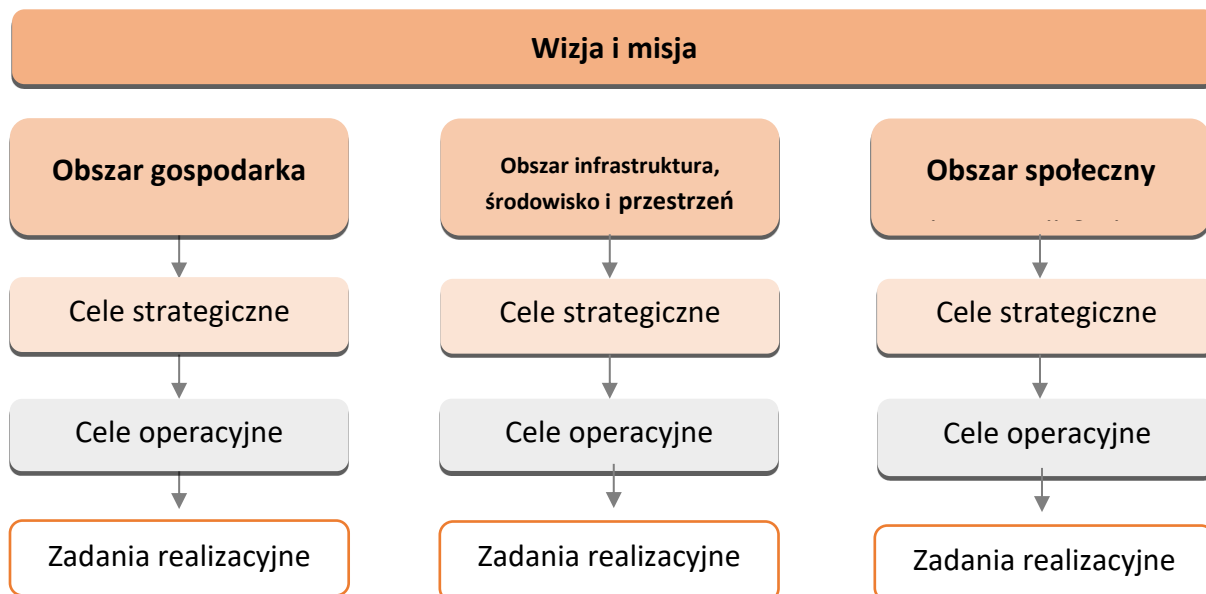 Wizja i misja
Obszar gospodarka
Obszar infrastruktura,
środowisko i przestrzeń
Obszar społeczny
Cele strategiczne
Cele strategiczne
Cele strategiczne
Cele operacyjne
Cele operacyjne
Cele operacyjne
Zadania realizacyjne
Zadania realizacyjne
Zadania realizacyjne